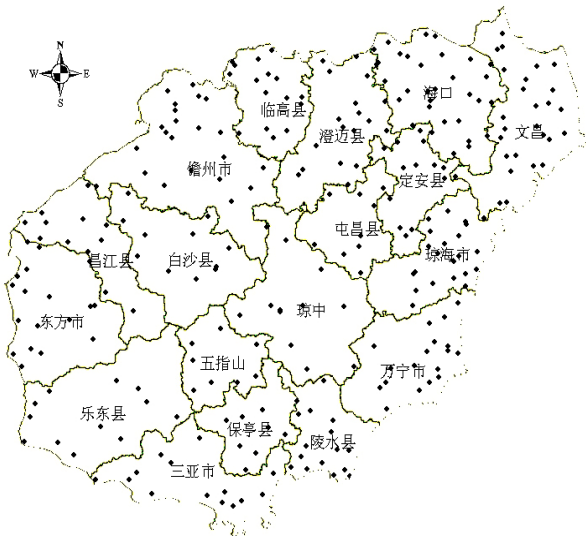 N
W E
S
海口
临高县
文昌
澄迈县
儋州市
定安县
屯昌县
琼海市
白沙县
昌江县
琼中
东方市
五指山
万宁市
乐东县
保亭县
陵水县
三亚市